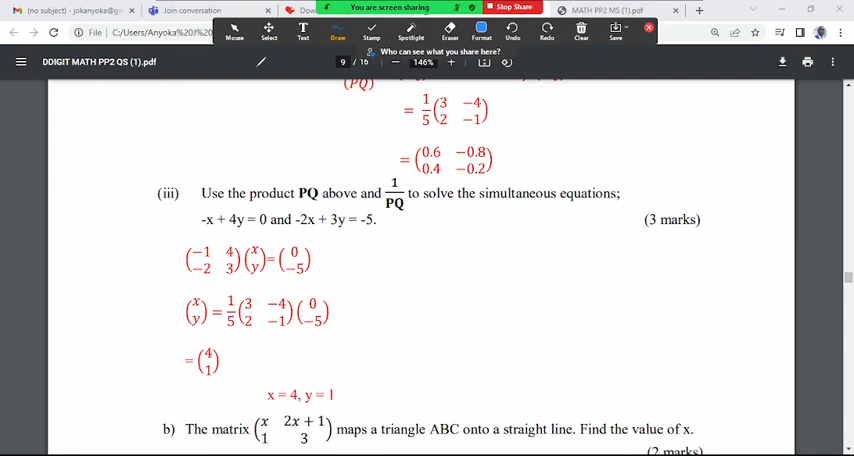 (no subject) - jokanyoka@gm
Join conversation
Down
You are screen sharing
Stop Share
MATH PP2 MS (1).pdf
File C:/Users/Anyoka%20J%20
Mouse Select Text Draw Stamp Spotlight Eraser Format Undo Redo Clear Save
Who can see what you share here?
DDIGIT MATH PP2 QS (1).pdf
9 / 16 − 146% +
(PQ)
= 1/5 (3 −4
2 −1)
= (0.6 −0.8
0.4 −0.2)
(iii) Use the product PQ above and 1/PQ to solve the simultaneous equations;
-x + 4y = 0 and -2x + 3y = -5. (3 marks)
(−1 4
−2 3)(x
y)=(0
−5)
(x
y) = 1/5 (3 −4
2 −1)(0
−5)
= (4
1)
x = 4, y = 1
b) The matrix (x 2x + 1
1 3) maps a triangle ABC onto a straight line. Find the value of x.
(2 marks)